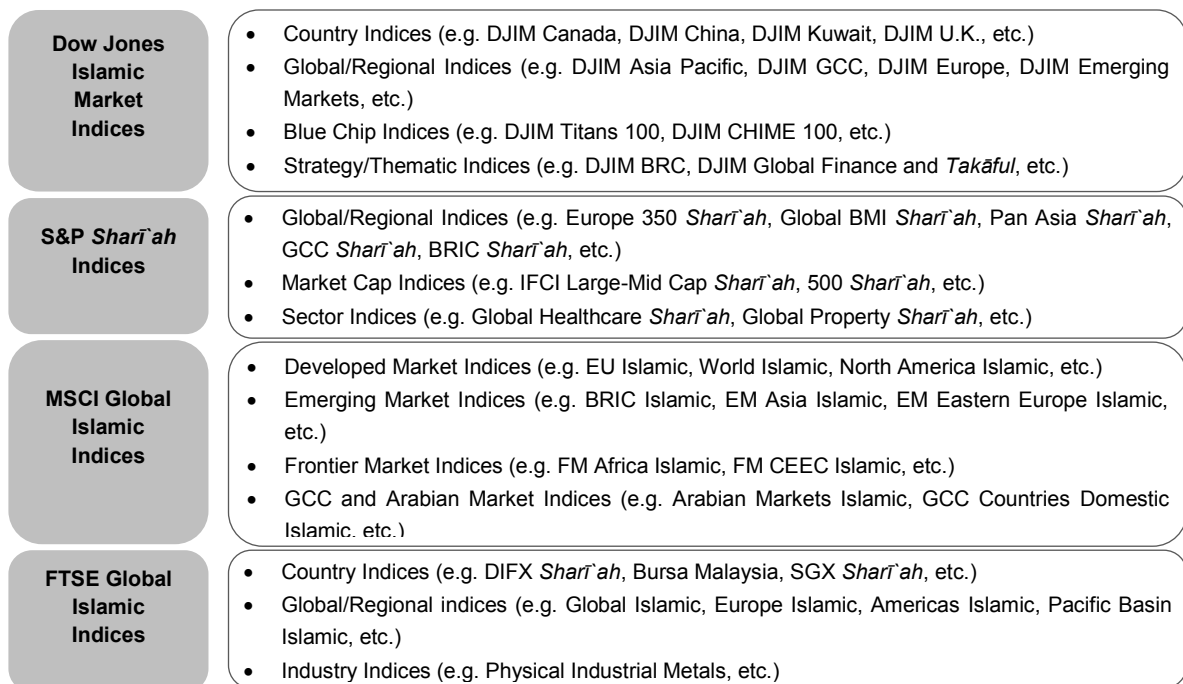 Dow Jones
Islamic
Market
Indices
• Country Indices (e.g. DJIM Canada, DJIM China, DJIM Kuwait, DJIM U.K., etc.)
• Global/Regional Indices (e.g. DJIM Asia Pacific, DJIM GCC, DJIM Europe, DJIM Emerging
Markets, etc.)
• Blue Chip Indices (e.g. DJIM Titans 100, DJIM CHIME 100, etc.)
• Strategy/Thematic Indices (e.g. DJIM BRC, DJIM Global Finance and Takāful, etc.)
S&P Sharī`ah
Indices
• Global/Regional Indices (e.g. Europe 350 Sharī`ah, Global BMI Sharī`ah, Pan Asia Sharī`ah,
GCC Sharī`ah, BRIC Sharī`ah, etc.)
• Market Cap Indices (e.g. IFCI Large-Mid Cap Sharī`ah, 500 Sharī`ah, etc.)
• Sector Indices (e.g. Global Healthcare Sharī`ah, Global Property Sharī`ah, etc.)
MSCI Global
Islamic
Indices
• Developed Market Indices (e.g. EU Islamic, World Islamic, North America Islamic, etc.)
• Emerging Market Indices (e.g. BRIC Islamic, EM Asia Islamic, EM Eastern Europe Islamic,
etc.)
• Frontier Market Indices (e.g. FM Africa Islamic, FM CEEC Islamic, etc.)
• GCC and Arabian Market Indices (e.g. Arabian Markets Islamic, GCC Countries Domestic
Islamic, etc.)
FTSE Global
Islamic
Indices
• Country Indices (e.g. DIFX Sharī`ah, Bursa Malaysia, SGX Sharī`ah, etc.)
• Global/Regional indices (e.g. Global Islamic, Europe Islamic, Americas Islamic, Pacific Basin
Islamic, etc.)
• Industry Indices (e.g. Physical Industrial Metals, etc.)